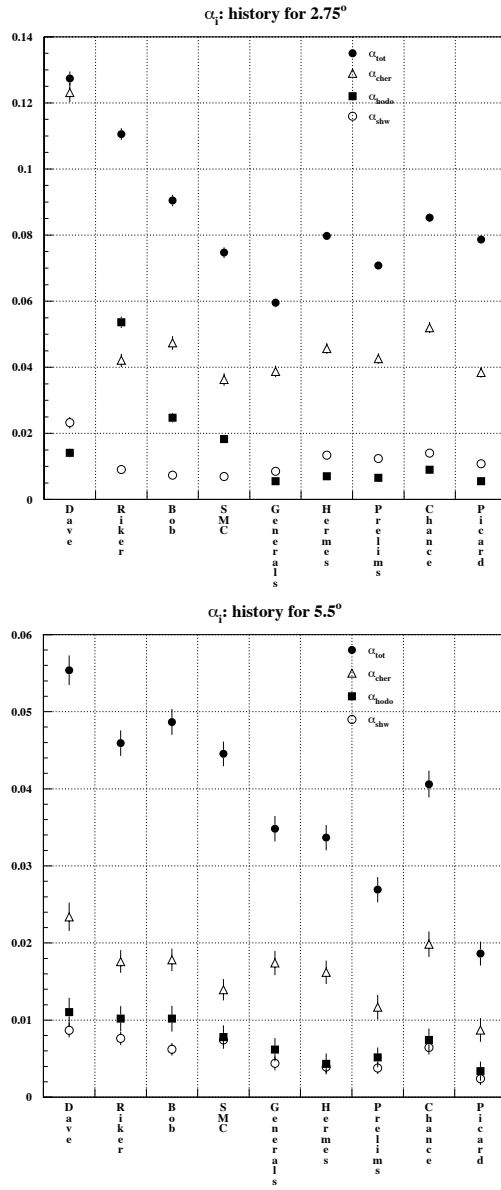 αi: history for 2.75o
0.14
0.12
0.1
0.08
0.06
0.04
0.02
0
αtot
αcher
αhodo
αshw
Dave
Riker
Bob
SMC
Generals
Hermes
Prelims
Chance
Picard
αi: history for 5.5o
0.06
0.05
0.04
0.03
0.02
0.01
0
αtot
αcher
αhodo
αshw
Dave
Riker
Bob
SMC
Generals
Hermes
Prelims
Chance
Picard